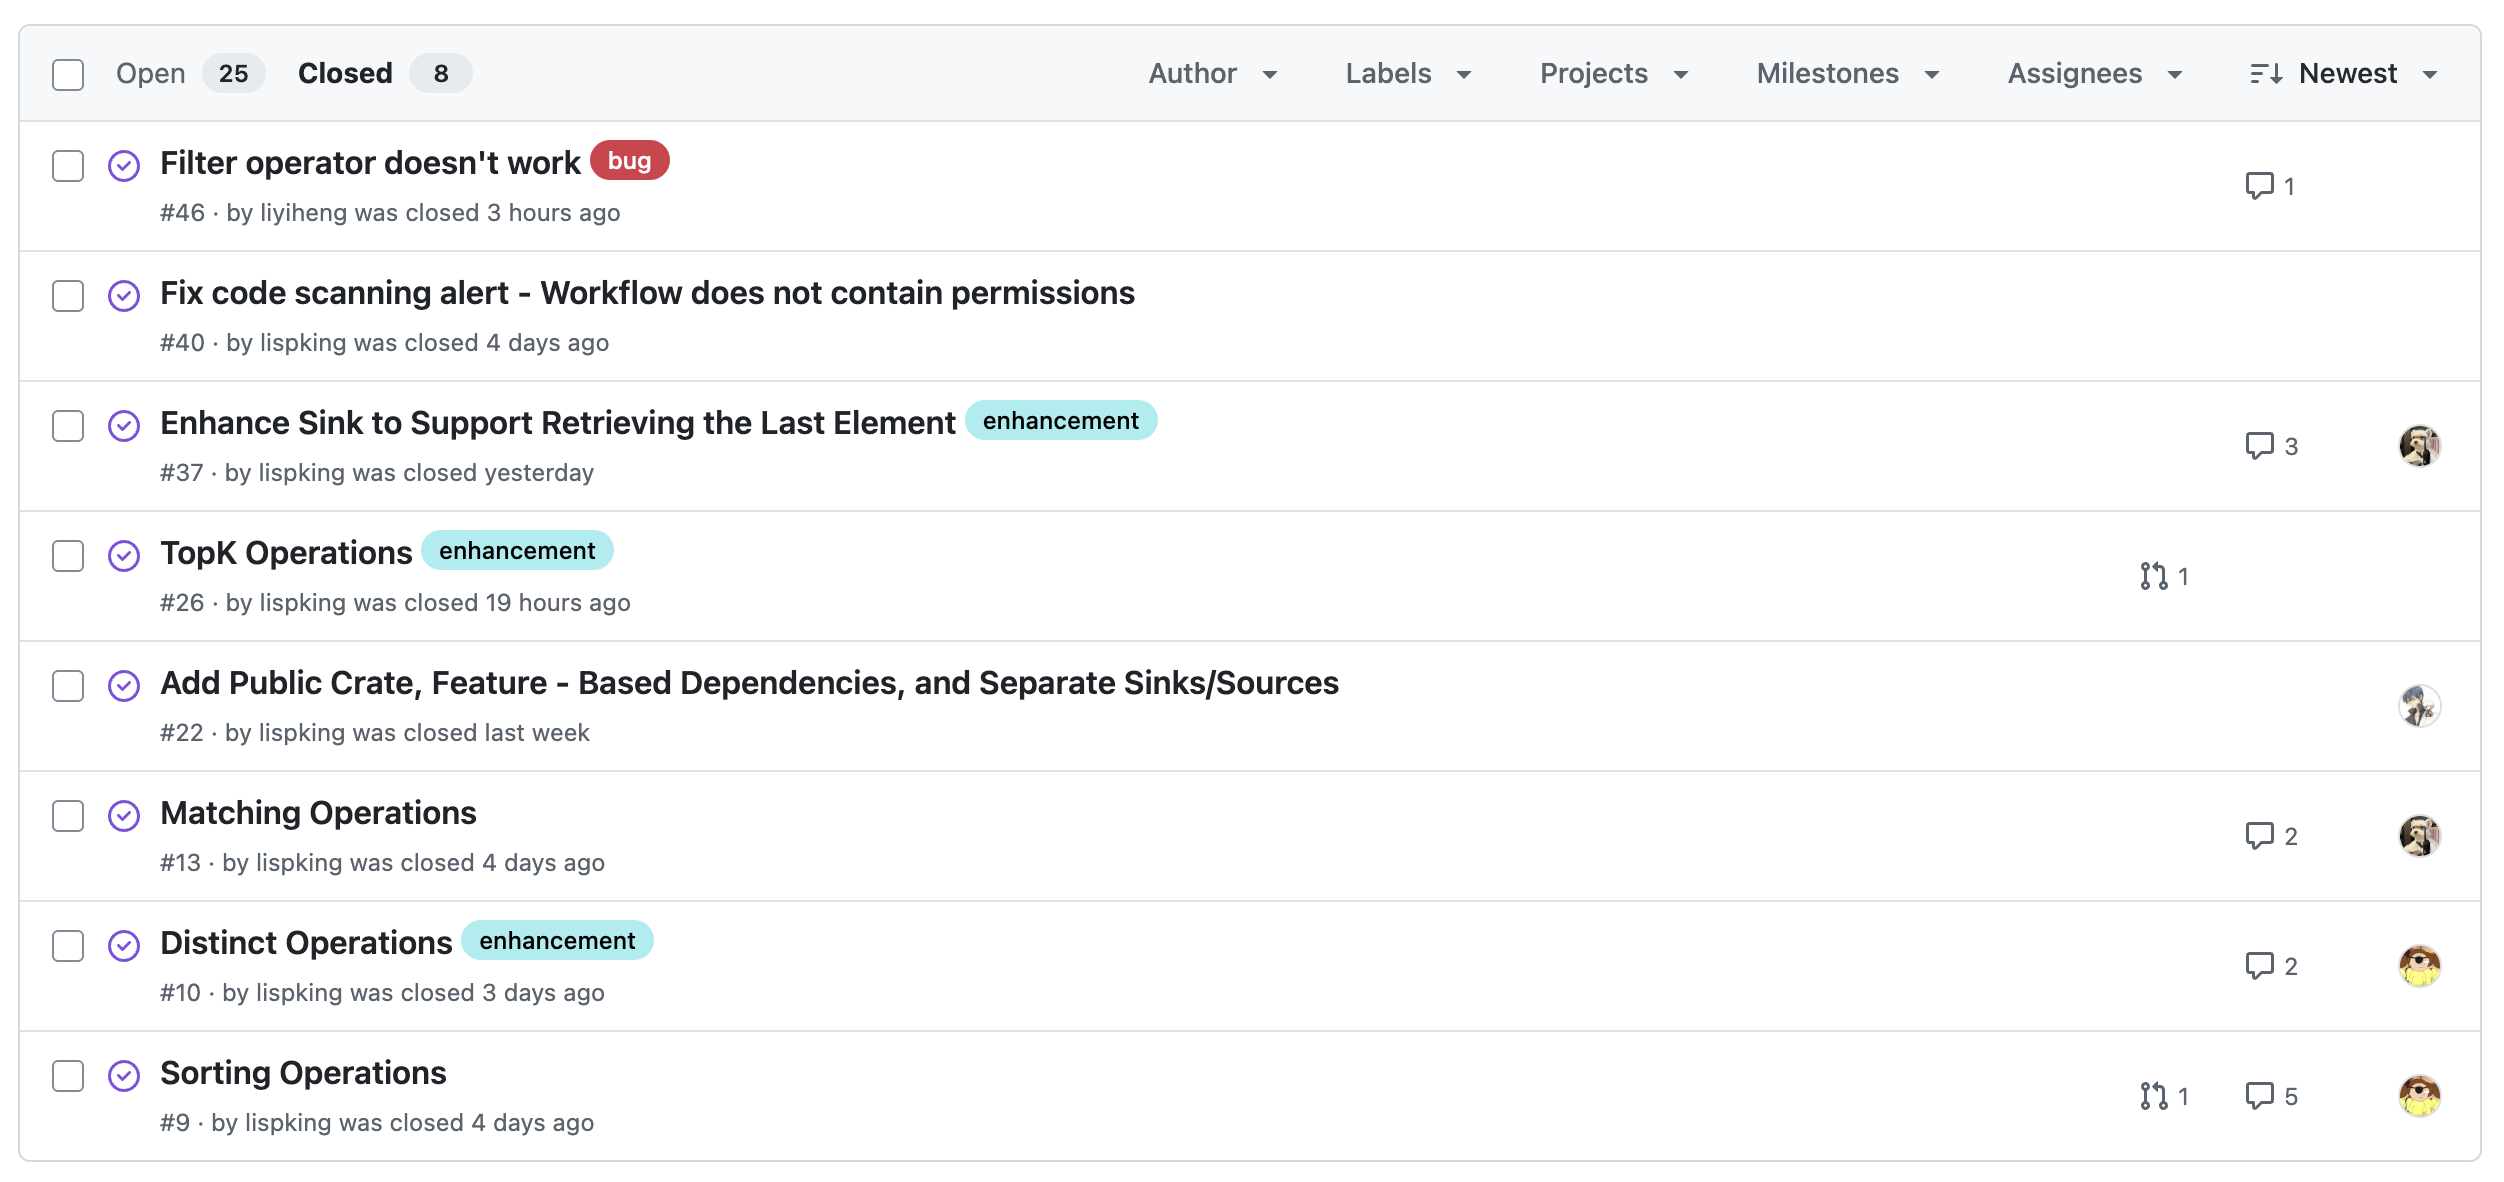 Open 25 Closed 8 Author Labels Projects Milestones Assignees Newest
Filter operator doesn't work bug
#46 · by liyiheng was closed 3 hours ago
1
Fix code scanning alert - Workflow does not contain permissions
#40 · by lispking was closed 4 days ago
Enhance Sink to Support Retrieving the Last Element enhancement
#37 · by lispking was closed yesterday
3
TopK Operations enhancement
#26 · by lispking was closed 19 hours ago
1
Add Public Crate, Feature - Based Dependencies, and Separate Sinks/Sources
#22 · by lispking was closed last week
Matching Operations
#13 · by lispking was closed 4 days ago
2
Distinct Operations enhancement
#10 · by lispking was closed 3 days ago
2
Sorting Operations
#9 · by lispking was closed 4 days ago
1 5